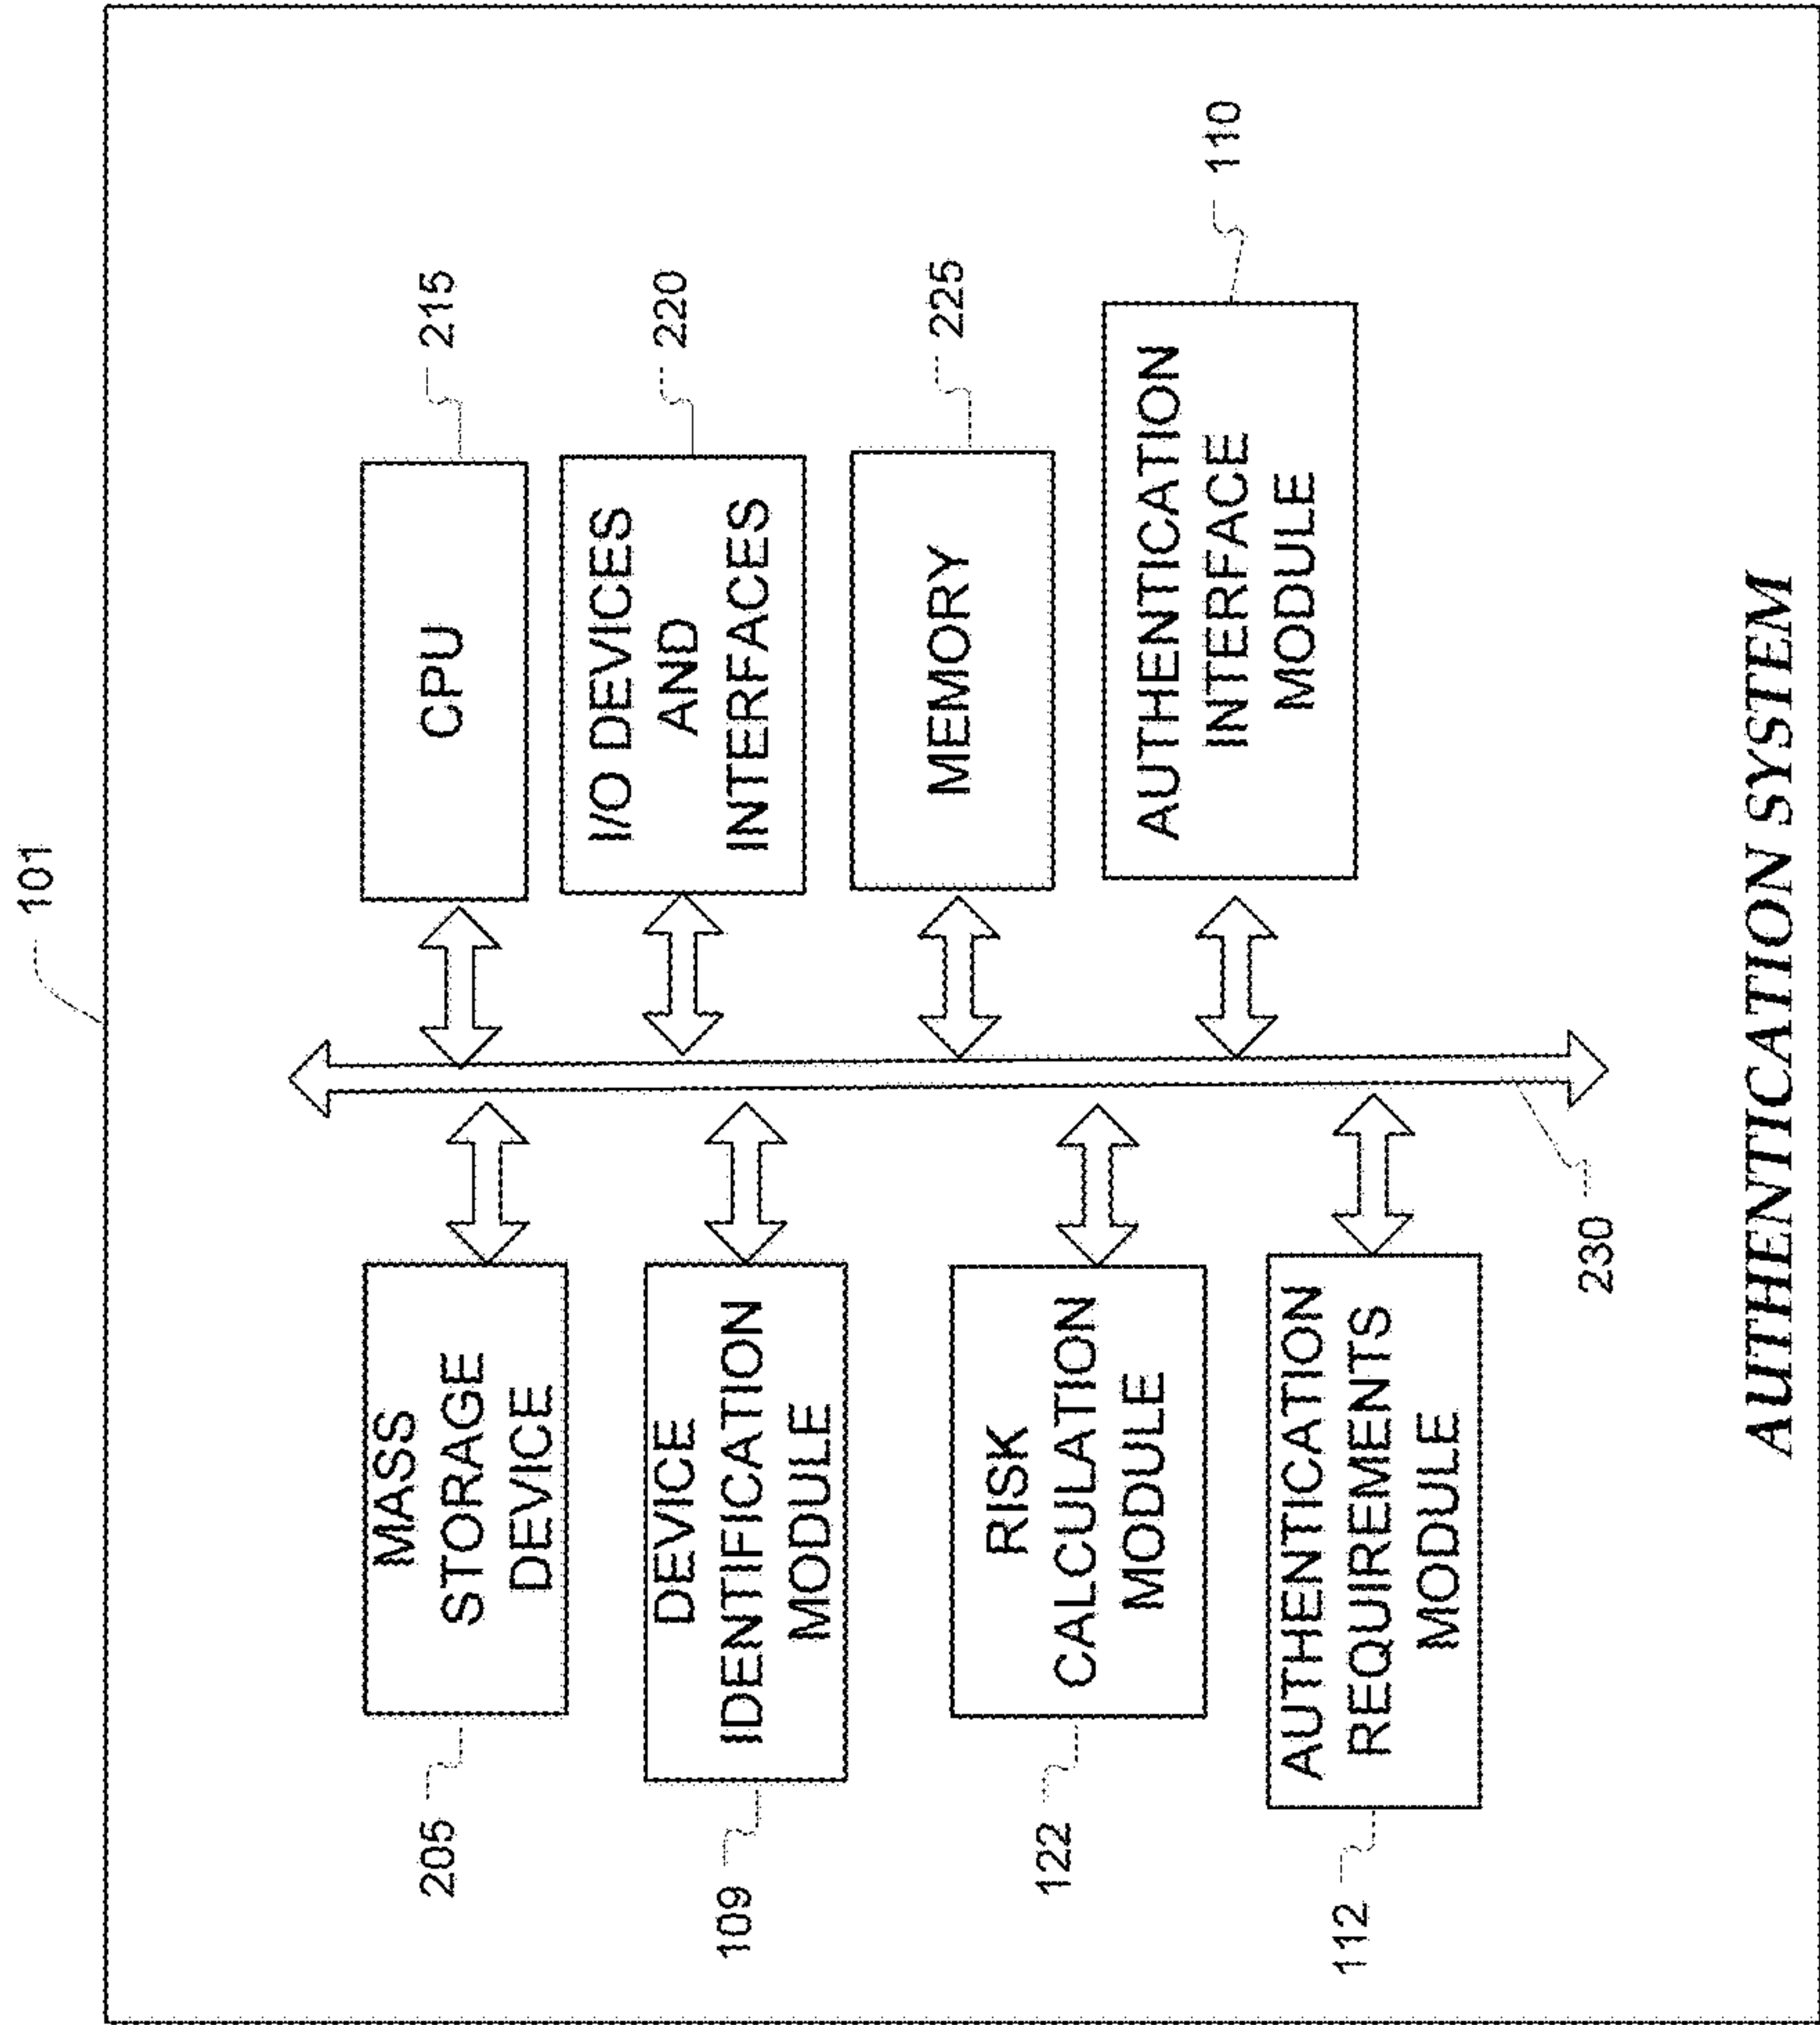 101
MASS
STORAGE
DEVICE
205
CPU
215
DEVICE
IDENTIFICATION
MODULE
109
I/O DEVICES
AND
INTERFACES
220
RISK
CALCULATION
MODULE
122
MEMORY
225
AUTHENTICATION
REQUIREMENTS
MODULE
112
AUTHENTICATION
INTERFACE
MODULE
110
230
AUTHENTICATION SYSTEM